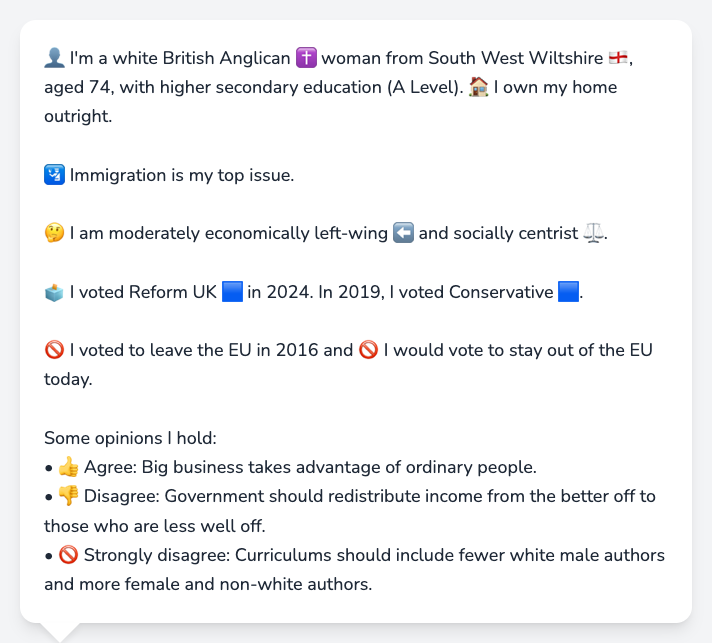 👤 I'm a white British Anglican ✝️ woman from South West Wiltshire 🏴󠁧󠁢󠁥󠁮󠁧󠁿,
aged 74, with higher secondary education (A Level). 🏠 I own my home
outright.
🛂 Immigration is my top issue.
🤔 I am moderately economically left-wing ⬅️ and socially centrist ⚖️.
🗳️ I voted Reform UK 🟦 in 2024. In 2019, I voted Conservative 🟦.
🚫 I voted to leave the EU in 2016 and 🚫 I would vote to stay out of the EU
today.
Some opinions I hold:
• 👍 Agree: Big business takes advantage of ordinary people.
• 👎 Disagree: Government should redistribute income from the better off to
those who are less well off.
• 🚫 Strongly disagree: Curriculums should include fewer white male authors
and more female and non-white authors.